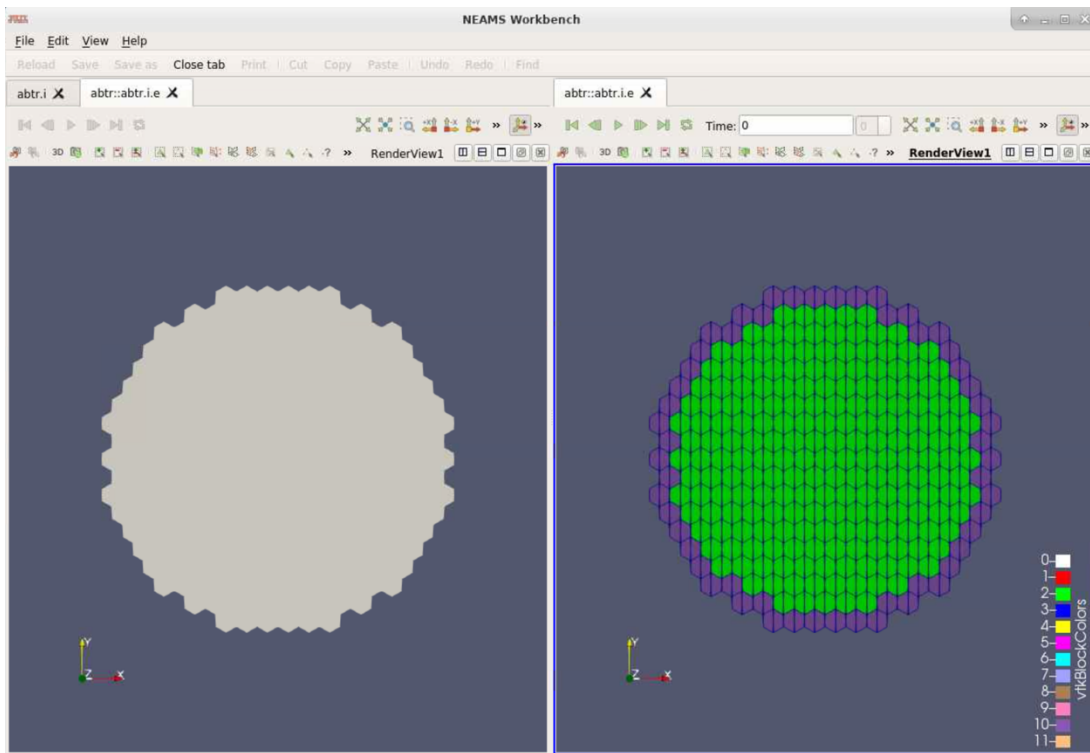 NEAMS Workbench
File Edit View Help
Reload Save Save as Close tab Print Cut Copy Paste Undo Redo Find
abtr.i abtr::abtr.i.e abtr::abtr.i.e
Time: 0 0
3D RenderView1 3D RenderView1
Y
Z X
Y
Z X
0
1
2
3
4
5
6
7
8
9
10
11
vtkBlockColors